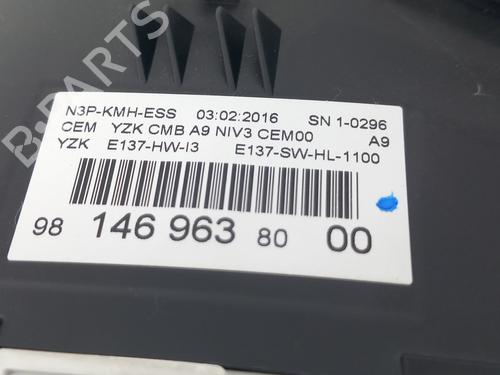 B-PARTS
N3P-KMH-ESS 03:02:2016 SN 1-0296
CEM YZK CMB A9 NIV3 CEM00 A9
YZK E137-HW-I3 E137-SW-HL-1100
98 146 963 80 00